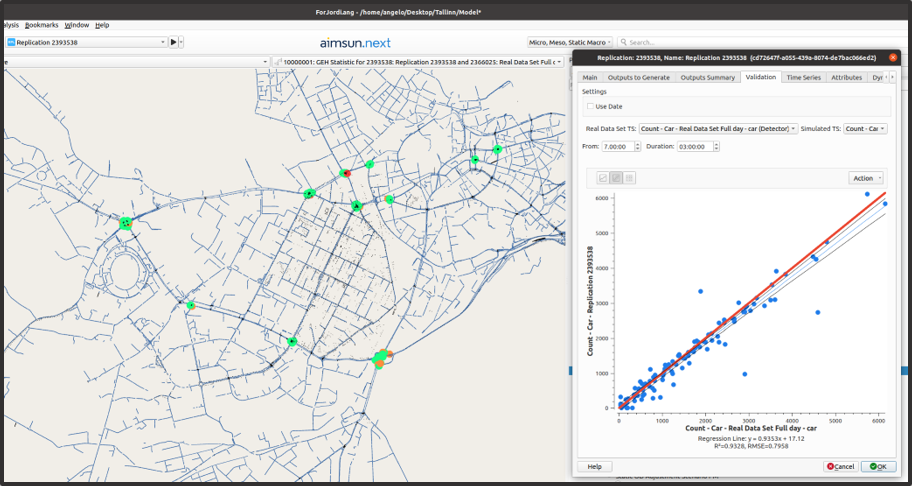 ForJordi.ang - /home/angelo/Desktop/Tallinn/Model*
alysis Bookmarks Window Help
Replication 2393538
aimsun.next
Micro, Meso, Static Macro
Search...
10000001: GEH Statistic for 2393538: Replication 2393538 and 2366025: Real Data Set Full
Replication: 2393538, Name: Replication 2393538 {cd72647f-a055-439a-8074-de7bac066ed2}
Main Outputs to Generate Outputs Summary Validation Time Series Attributes Dyn
Settings
Use Date
Real Data Set TS: Count - Car - Real Data Set Full day - car (Detector) Simulated TS: Count - Car
From: 7.00:00 Duration: 03:00:00
Action
6000
5000
4000
3000
2000
1000
0
Count - Car - Replication 2393538
0 1000 2000 3000 4000 5000 6000
Count - Car - Real Data Set Full day - car
Regression Line: y = 0.9353x + 17.12
R²=0.9328, RMSE=0.7958
Help
Cancel
OK